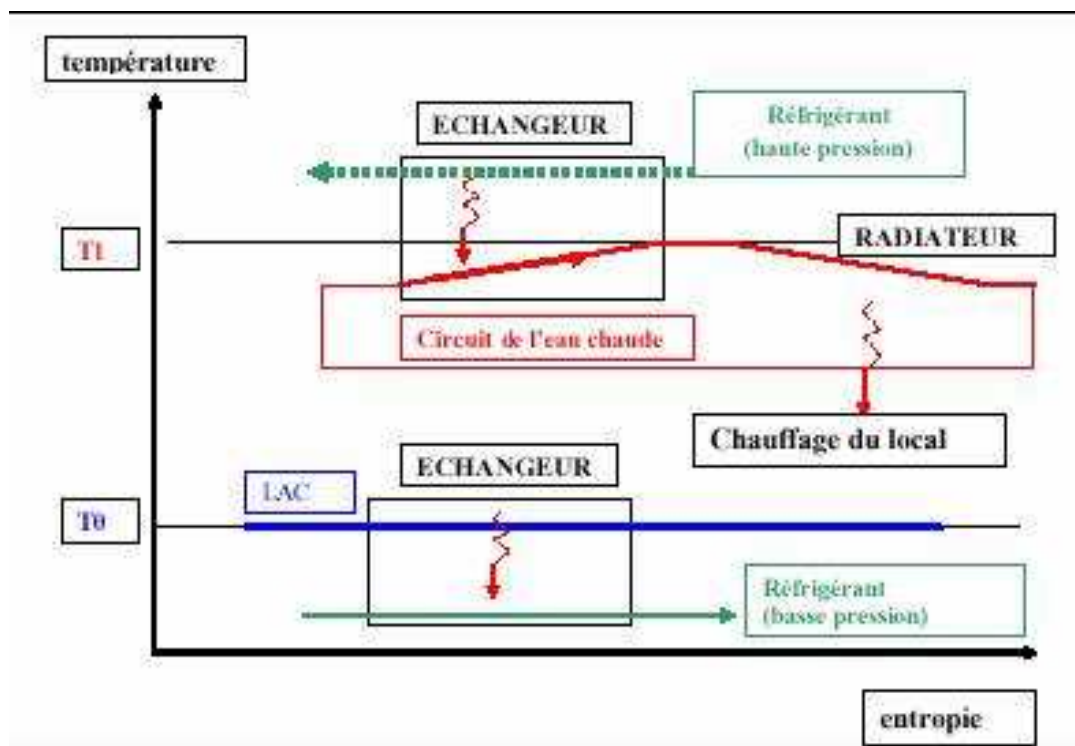 température
ECHANGEUR
Réfrigérant
(haute pression)
T1
RADIATEUR
Circuit de l'eau chaude
Chauffage du local
ECHANGEUR
LAC
T0
Réfrigérant
(basse pression)
entropie